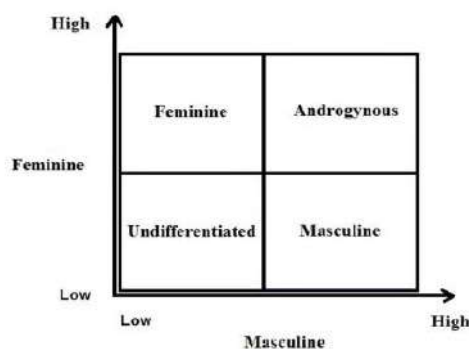 High
Feminine
Androgynous
Feminine
Undifferentiated
Masculine
Low
Low
High
Masculine